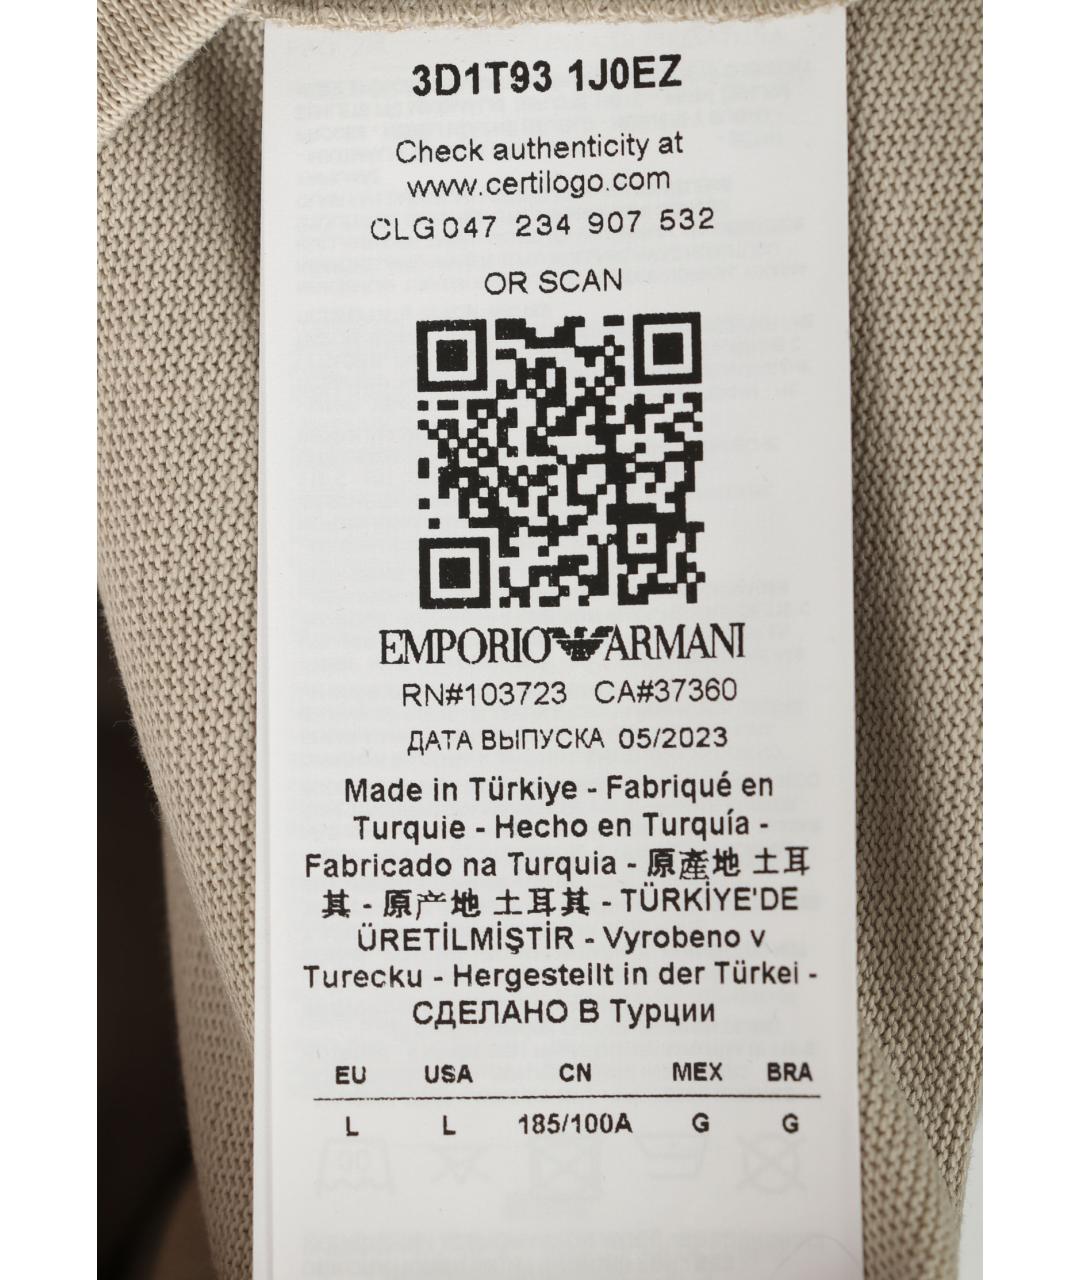 3D1T93 1J0EZ
Check authenticity at
www.certilogo.com
CLG 047 234 907 532
OR SCAN
EMPORIO ARMANI
RN#103723 CA#37360
ДАТА ВЫПУСКА 05/2023
Made in Türkiye - Fabriqué en
Turquie - Hecho en Turquía -
Fabricado na Turquia - 原產地 土耳
其 - 原产地 土耳其 - TÜRKİYE'DE
ÜRETİLMİŞTİR - Vyrobeno v
Turecku - Hergestellt in der Türkei -
СДЕЛАНО В Турции
EU USA CN MEX BRA
L L 185/100A G G